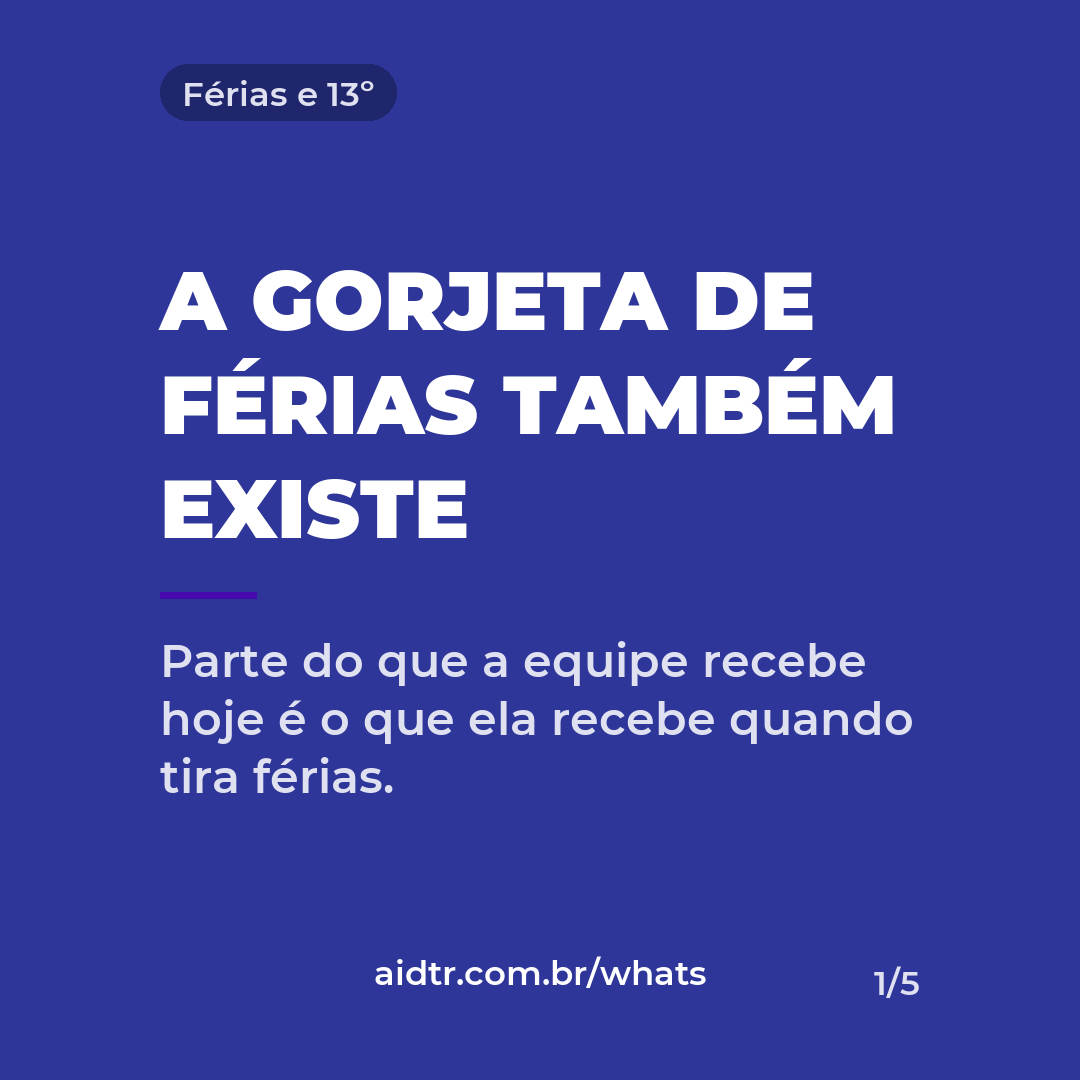 Férias e 13º
A GORJETA DE
FÉRIAS TAMBÉM
EXISTE
Parte do que a equipe recebe
hoje é o que ela recebe quando
tira férias.
aidtr.com.br/whats
1/5